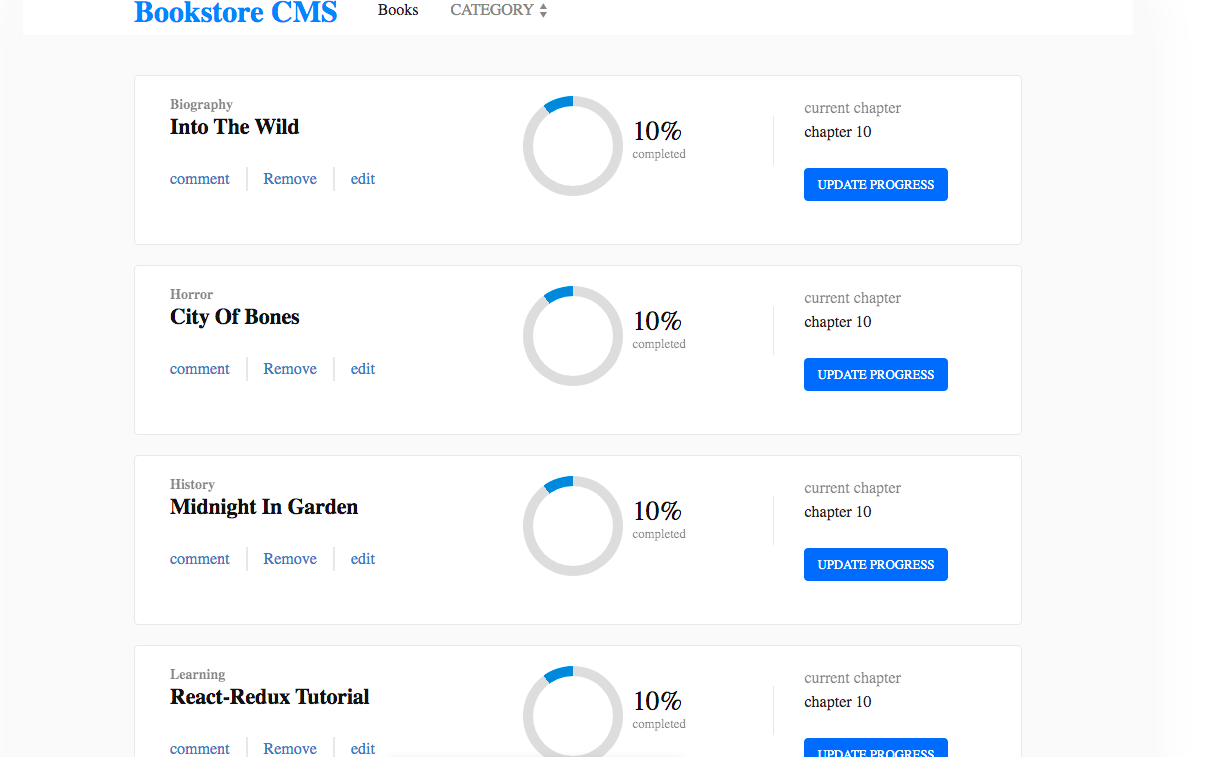 Bookstore CMS Books CATEGORY
Biography
Into The Wild
comment Remove edit
10%
completed
current chapter
chapter 10
UPDATE PROGRESS
Horror
City Of Bones
comment Remove edit
10%
completed
current chapter
chapter 10
UPDATE PROGRESS
History
Midnight In Garden
comment Remove edit
10%
completed
current chapter
chapter 10
UPDATE PROGRESS
Learning
React-Redux Tutorial
comment Remove edit
10%
completed
current chapter
chapter 10
UPDATE PROGRESS